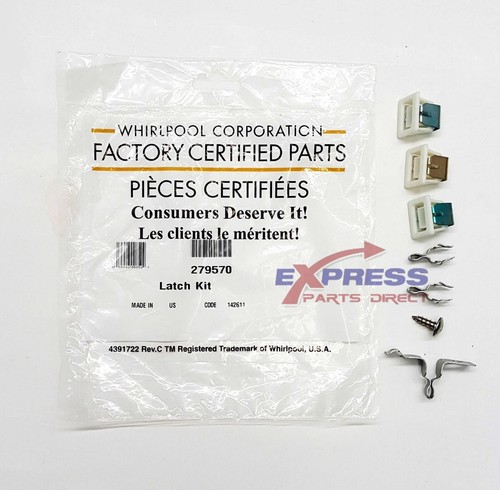 WHIRLPOOL CORPORATION
FACTORY CERTIFIED PARTS
PIÈCES CERTIFIÉES
Consumers Deserve It!
Les clients le méritent!
279570
Latch Kit
MADE IN US CODE 142611
4391722 Rev.C TM Registered Trademark of Whirlpool, U.S.A.
EXPRESS
PARTS DIRECT